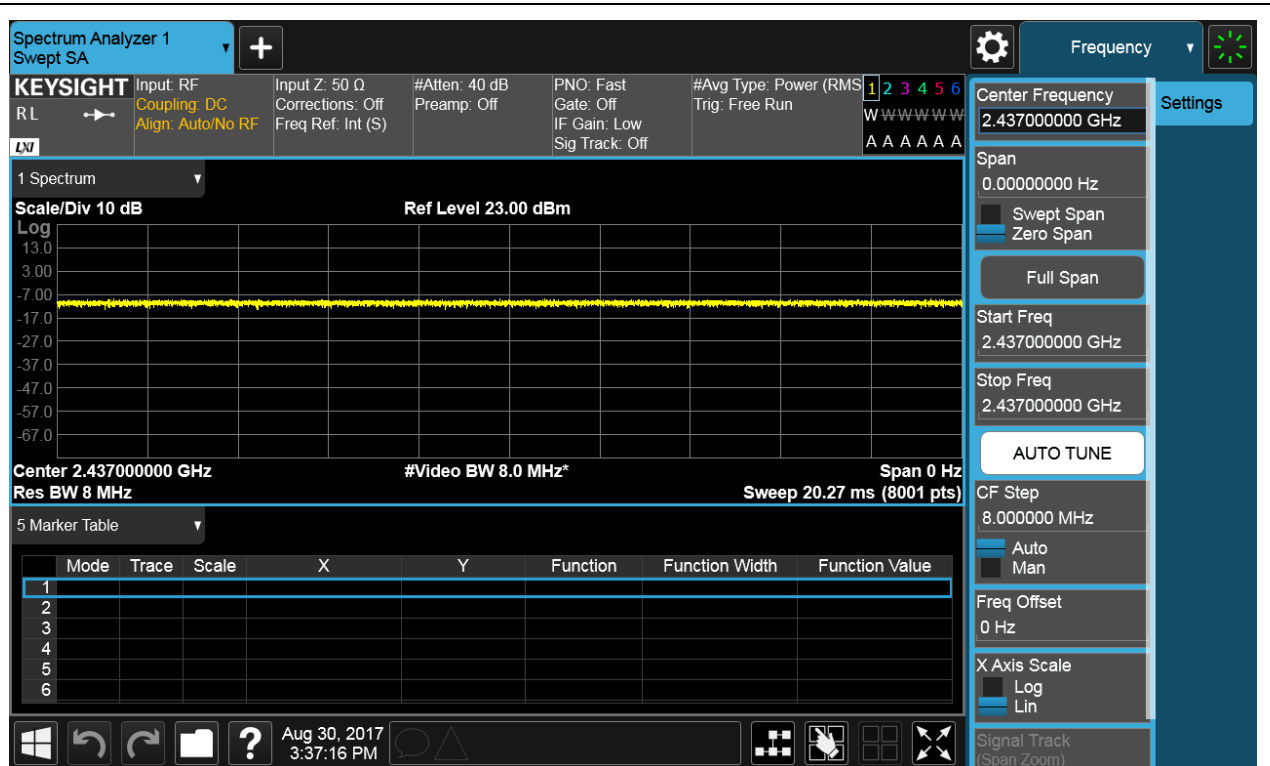 Spectrum Analyzer 1
Swept SA
+
Frequency
KEYSIGHT
R L
LXI
Input: RF
Coupling: DC
Align: Auto/No RF
Input Z: 50 Ω
Corrections: Off
Freq Ref: Int (S)
#Atten: 40 dB
Preamp: Off
PNO: Fast
Gate: Off
IF Gain: Low
Sig Track: Off
#Avg Type: Power (RMS
Trig: Free Run
1 2 3 4 5 6
W W W W W W
A A A A A A
1 Spectrum
Scale/Div 10 dB
Ref Level 23.00 dBm
Log
13.0
3.00
-7.00
-17.0
-27.0
-37.0
-47.0
-57.0
-67.0
Center 2.437000000 GHz
#Video BW 8.0 MHz*
Span 0 Hz
Res BW 8 MHz
Sweep 20.27 ms (8001 pts)
5 Marker Table
Mode Trace Scale X Y Function Function Width Function Value
1
2
3
4
5
6
?
Aug 30, 2017
3:37:16 PM
Center Frequency
2.437000000 GHz
Span
0.00000000 Hz
Swept Span
Zero Span
Full Span
Start Freq
2.437000000 GHz
Stop Freq
2.437000000 GHz
AUTO TUNE
CF Step
8.000000 MHz
Auto
Man
Freq Offset
0 Hz
X Axis Scale
Log
Lin
Signal Track
(Span Zoom)
Settings